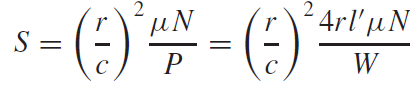 S = (r/c)² μN/P = (r/c)² 4rl′μN/W